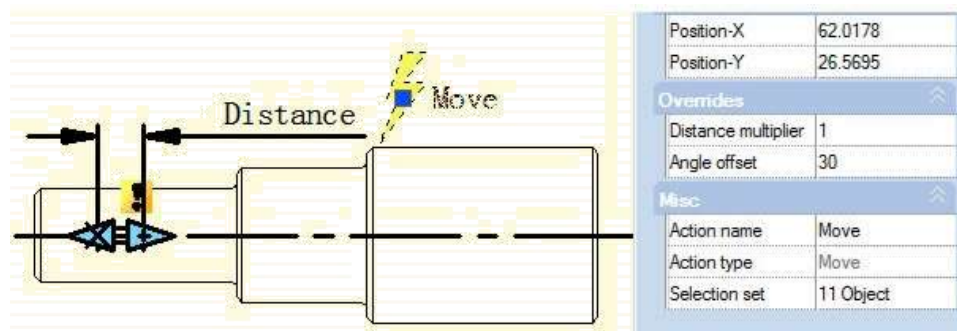 Distance
Move
Position-X 62.0178
Position-Y 26.5695
Overrides
Distance multiplier 1
Angle offset 30
Misc
Action name Move
Action type Move
Selection set 11 Object